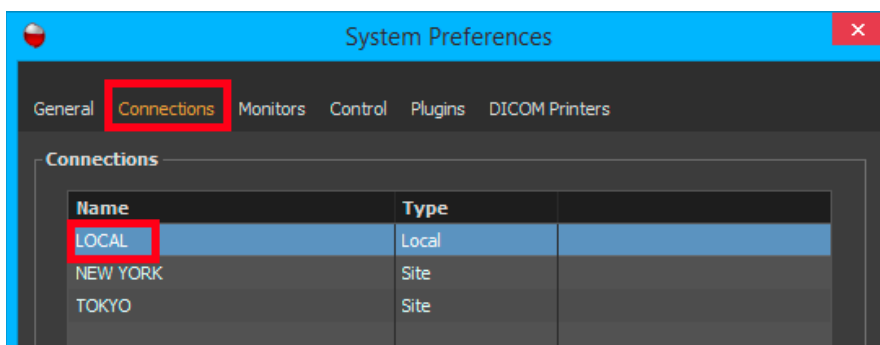 System Preferences
General Connections Monitors Control Plugins DICOM Printers
Connections
Name Type
LOCAL Local
NEW YORK Site
TOKYO Site